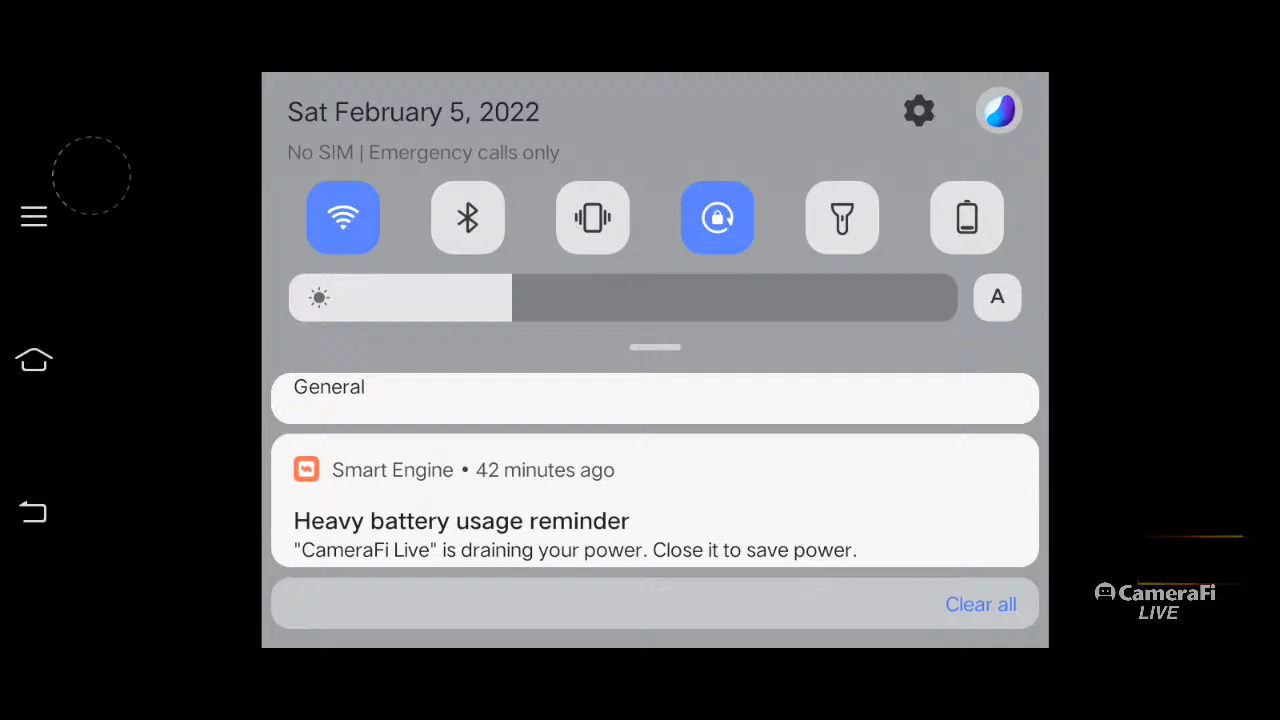 Sat February 5, 2022
No SIM | Emergency calls only
A
General
Smart Engine • 42 minutes ago
Heavy battery usage reminder
"CameraFi Live" is draining your power. Close it to save power.
Clear all
CameraFi
LIVE